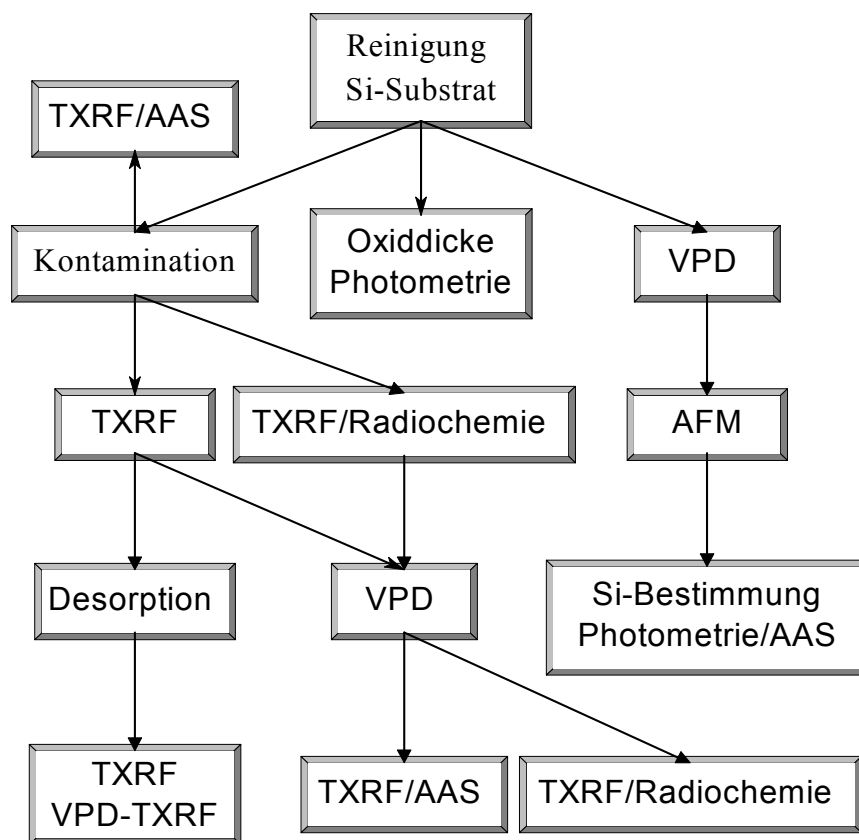 Reinigung
Si-Substrat
TXRF/AAS
Kontamination
Oxiddicke
Photometrie
VPD
TXRF
TXRF/Radiochemie
AFM
Desorption
VPD
Si-Bestimmung
Photometrie/AAS
TXRF
VPD-TXRF
TXRF/AAS
TXRF/Radiochemie